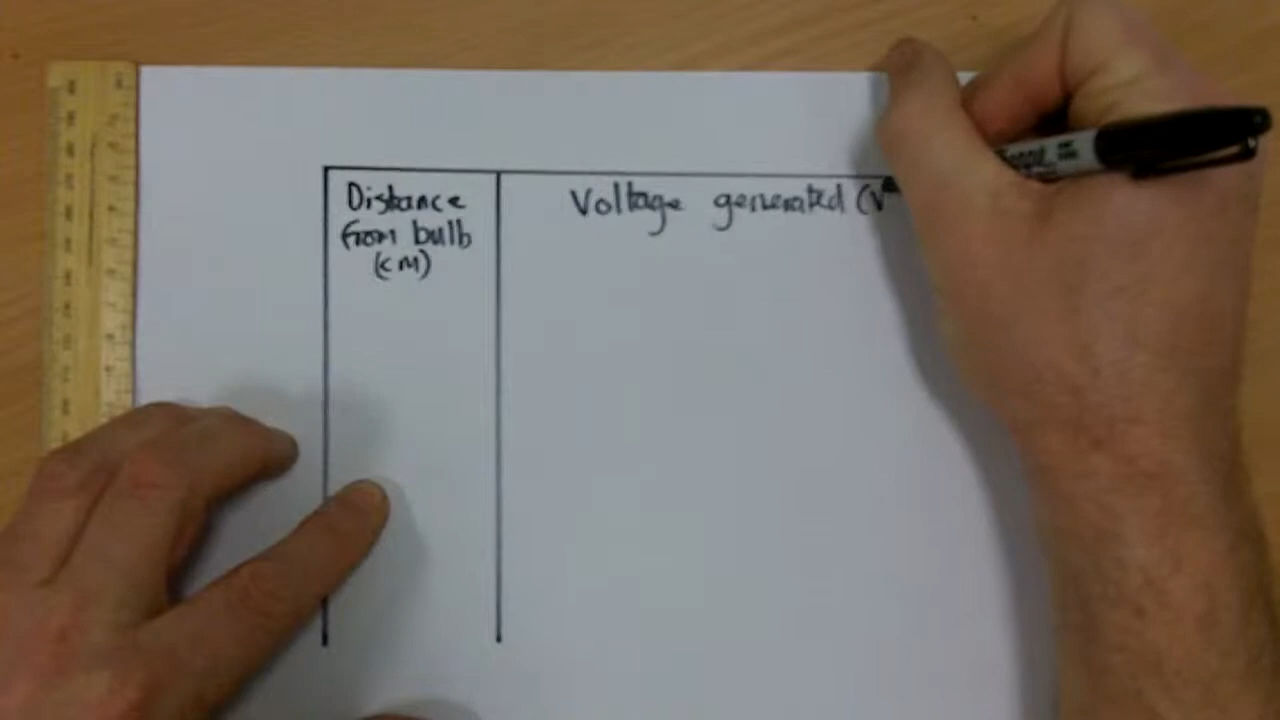 Distance
from bulb
(cm)
Voltage generated (V